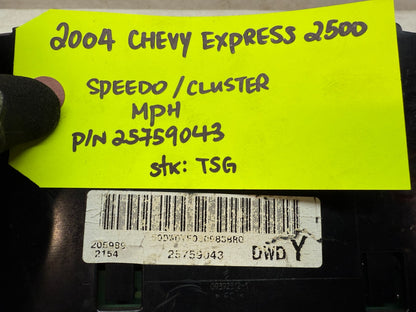 2004 CHEVY EXPRESS 2500
SPEEDO/CLUSTER
MPH
P/N 25759043
stk: TSG
205989
2154
25759043
DWD Y